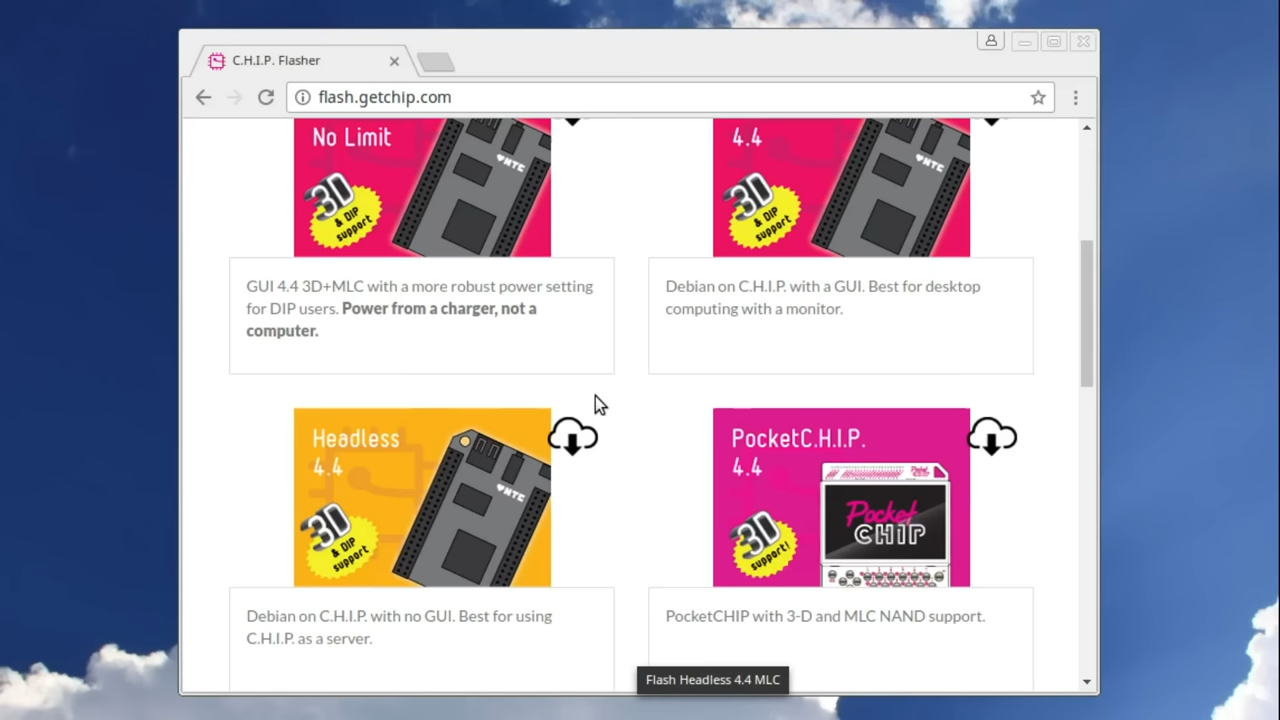 C.H.I.P. Flasher
flash.getchip.com
No Limit
NTC
3D
& DIP
support
4.4
NTC
3D
& DIP
support
GUI 4.4 3D+MLC with a more robust power setting
for DIP users. Power from a charger, not a
computer.
Debian on C.H.I.P. with a GUI. Best for desktop
computing with a monitor.
Headless
4.4
NTC
3D
& DIP
support
PocketC.H.I.P.
4.4
Pocket
CHIP
3D
support!
Debian on C.H.I.P. with no GUI. Best for using
C.H.I.P. as a server.
PocketCHIP with 3-D and MLC NAND support.
Flash Headless 4.4 MLC